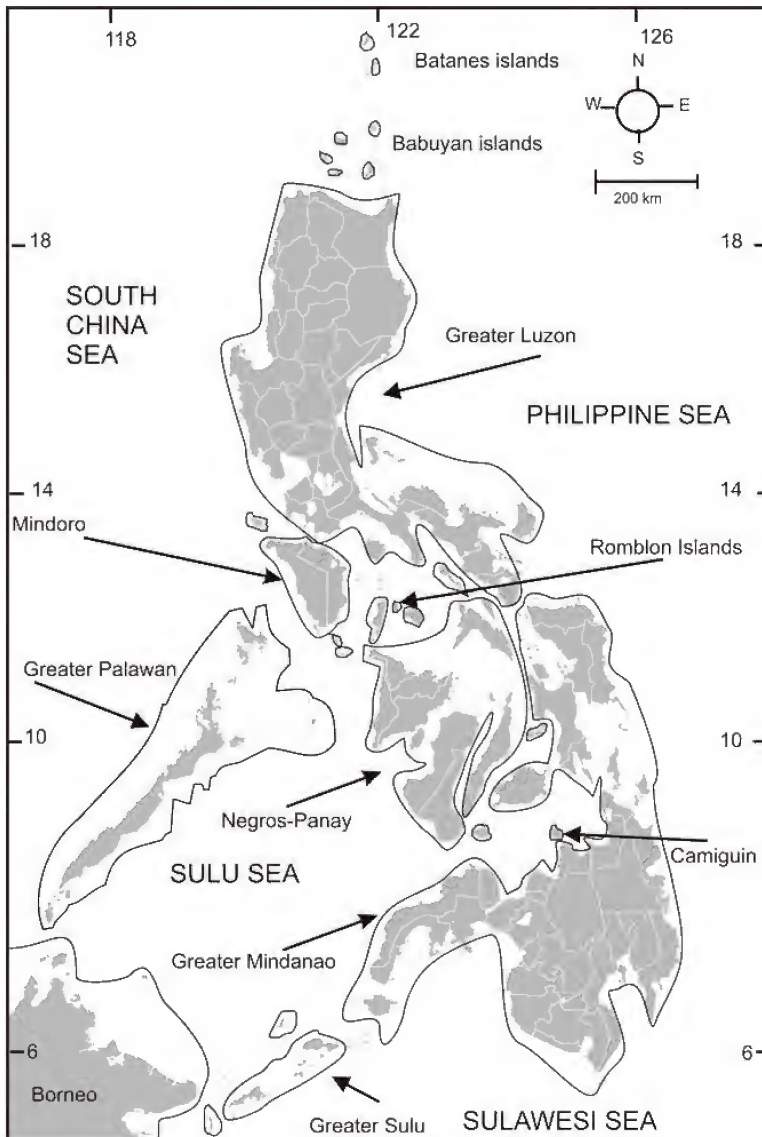 118
122
126
Batanes islands
N
W
E
S
Babuyan islands
200 km
18
18
SOUTH
CHINA
SEA
Greater Luzon
PHILIPPINE SEA
14
14
Mindoro
Romblon Islands
Greater Palawan
10
10
Negros-Panay
Camiguin
SULU SEA
Greater Mindanao
6
6
Borneo
Greater Sulu
SULAWESI SEA